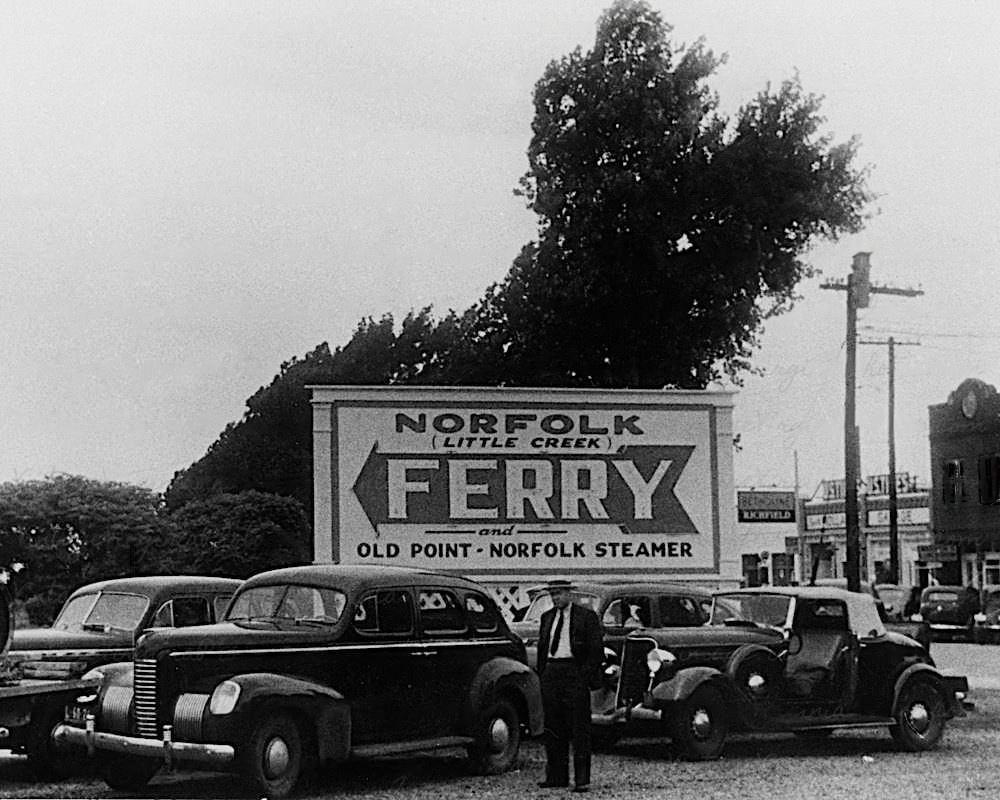 NORFOLK
(LITTLE CREEK)
FERRY
and
OLD POINT - NORFOLK STEAMER
RICHFIELD